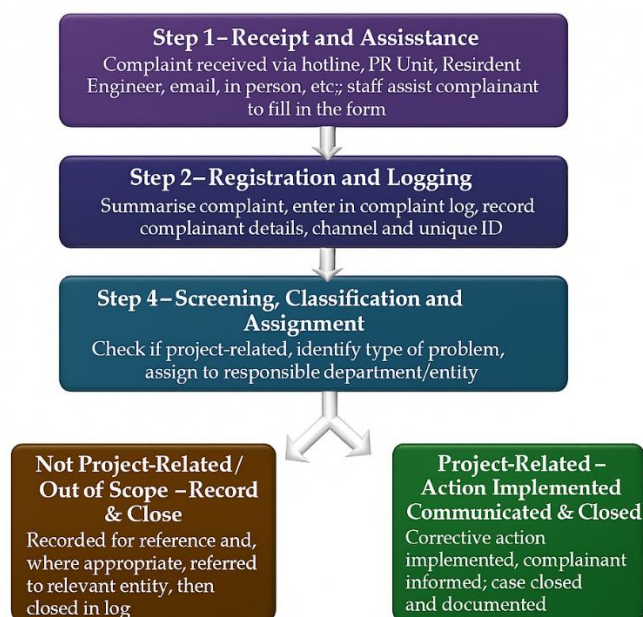 Step 1–Receipt and Assisstance
Complaint received via hotline, PR Unit, Resirdent
Engineer, email, in person, etc:; staff assist complainant
to fill in the form
Step 2–Registration and Logging
Summarise complaint, enter in complaint log, record
complainant details, channel and unique ID
Step 4–Screening, Classification and
Assignment
Check if project-related, identify type of problem,
assign to responsible department/entity
Not Project-Related/
Out of Scope –Record
& Close
Recorded for reference and,
where appropriate, referred
to relevant entity, then
closed in log
Project-Related –
Action Implemented
Communicated & Closed
Corrective action
implemented, complainant
informed; case closed
and documented